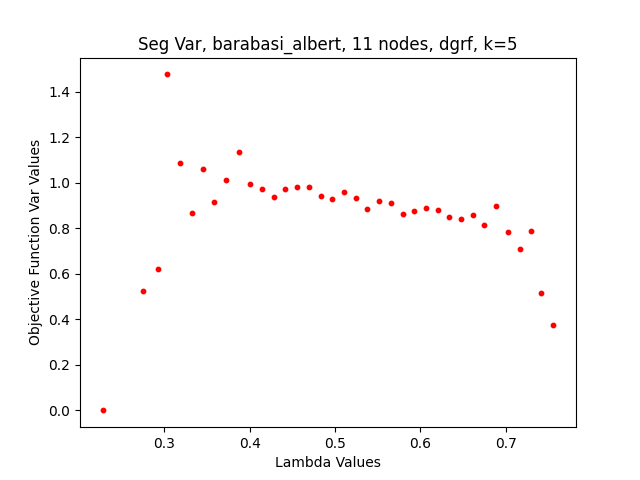 Seg Var, barabasi_albert, 11 nodes, dgrf, k=5
Objective Function Var Values
1.4
1.2
1.0
0.8
0.6
0.4
0.2
0.0
0.3 0.4 0.5 0.6 0.7
Lambda Values